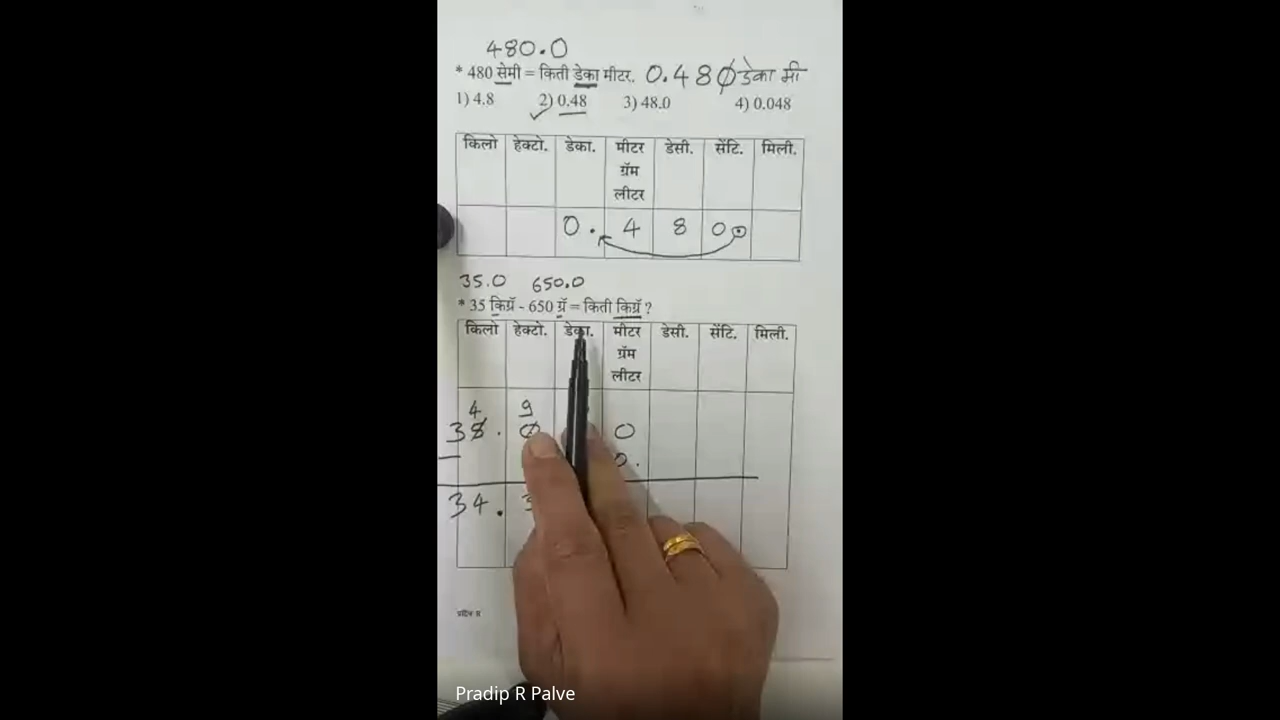 480.0
* 480 सेमी = किती डेका मीटर. 0.480 डेका मी
1) 4.8 2) 0.48 3) 48.0 4) 0.048
किलो हेक्टो. डेका. मीटर ग्रॅम लीटर डेसी. सेंटि. मिली.
0. 4 8 0
35.0 650.0
* 35 किग्रॅ - 650 ग्रॅ = किती किग्रॅ ?
किलो हेक्टो. डेका. मीटर ग्रॅम लीटर डेसी. सेंटि. मिली.
4 9
35. 0 0
0.
34. 3
Pradip R Palve